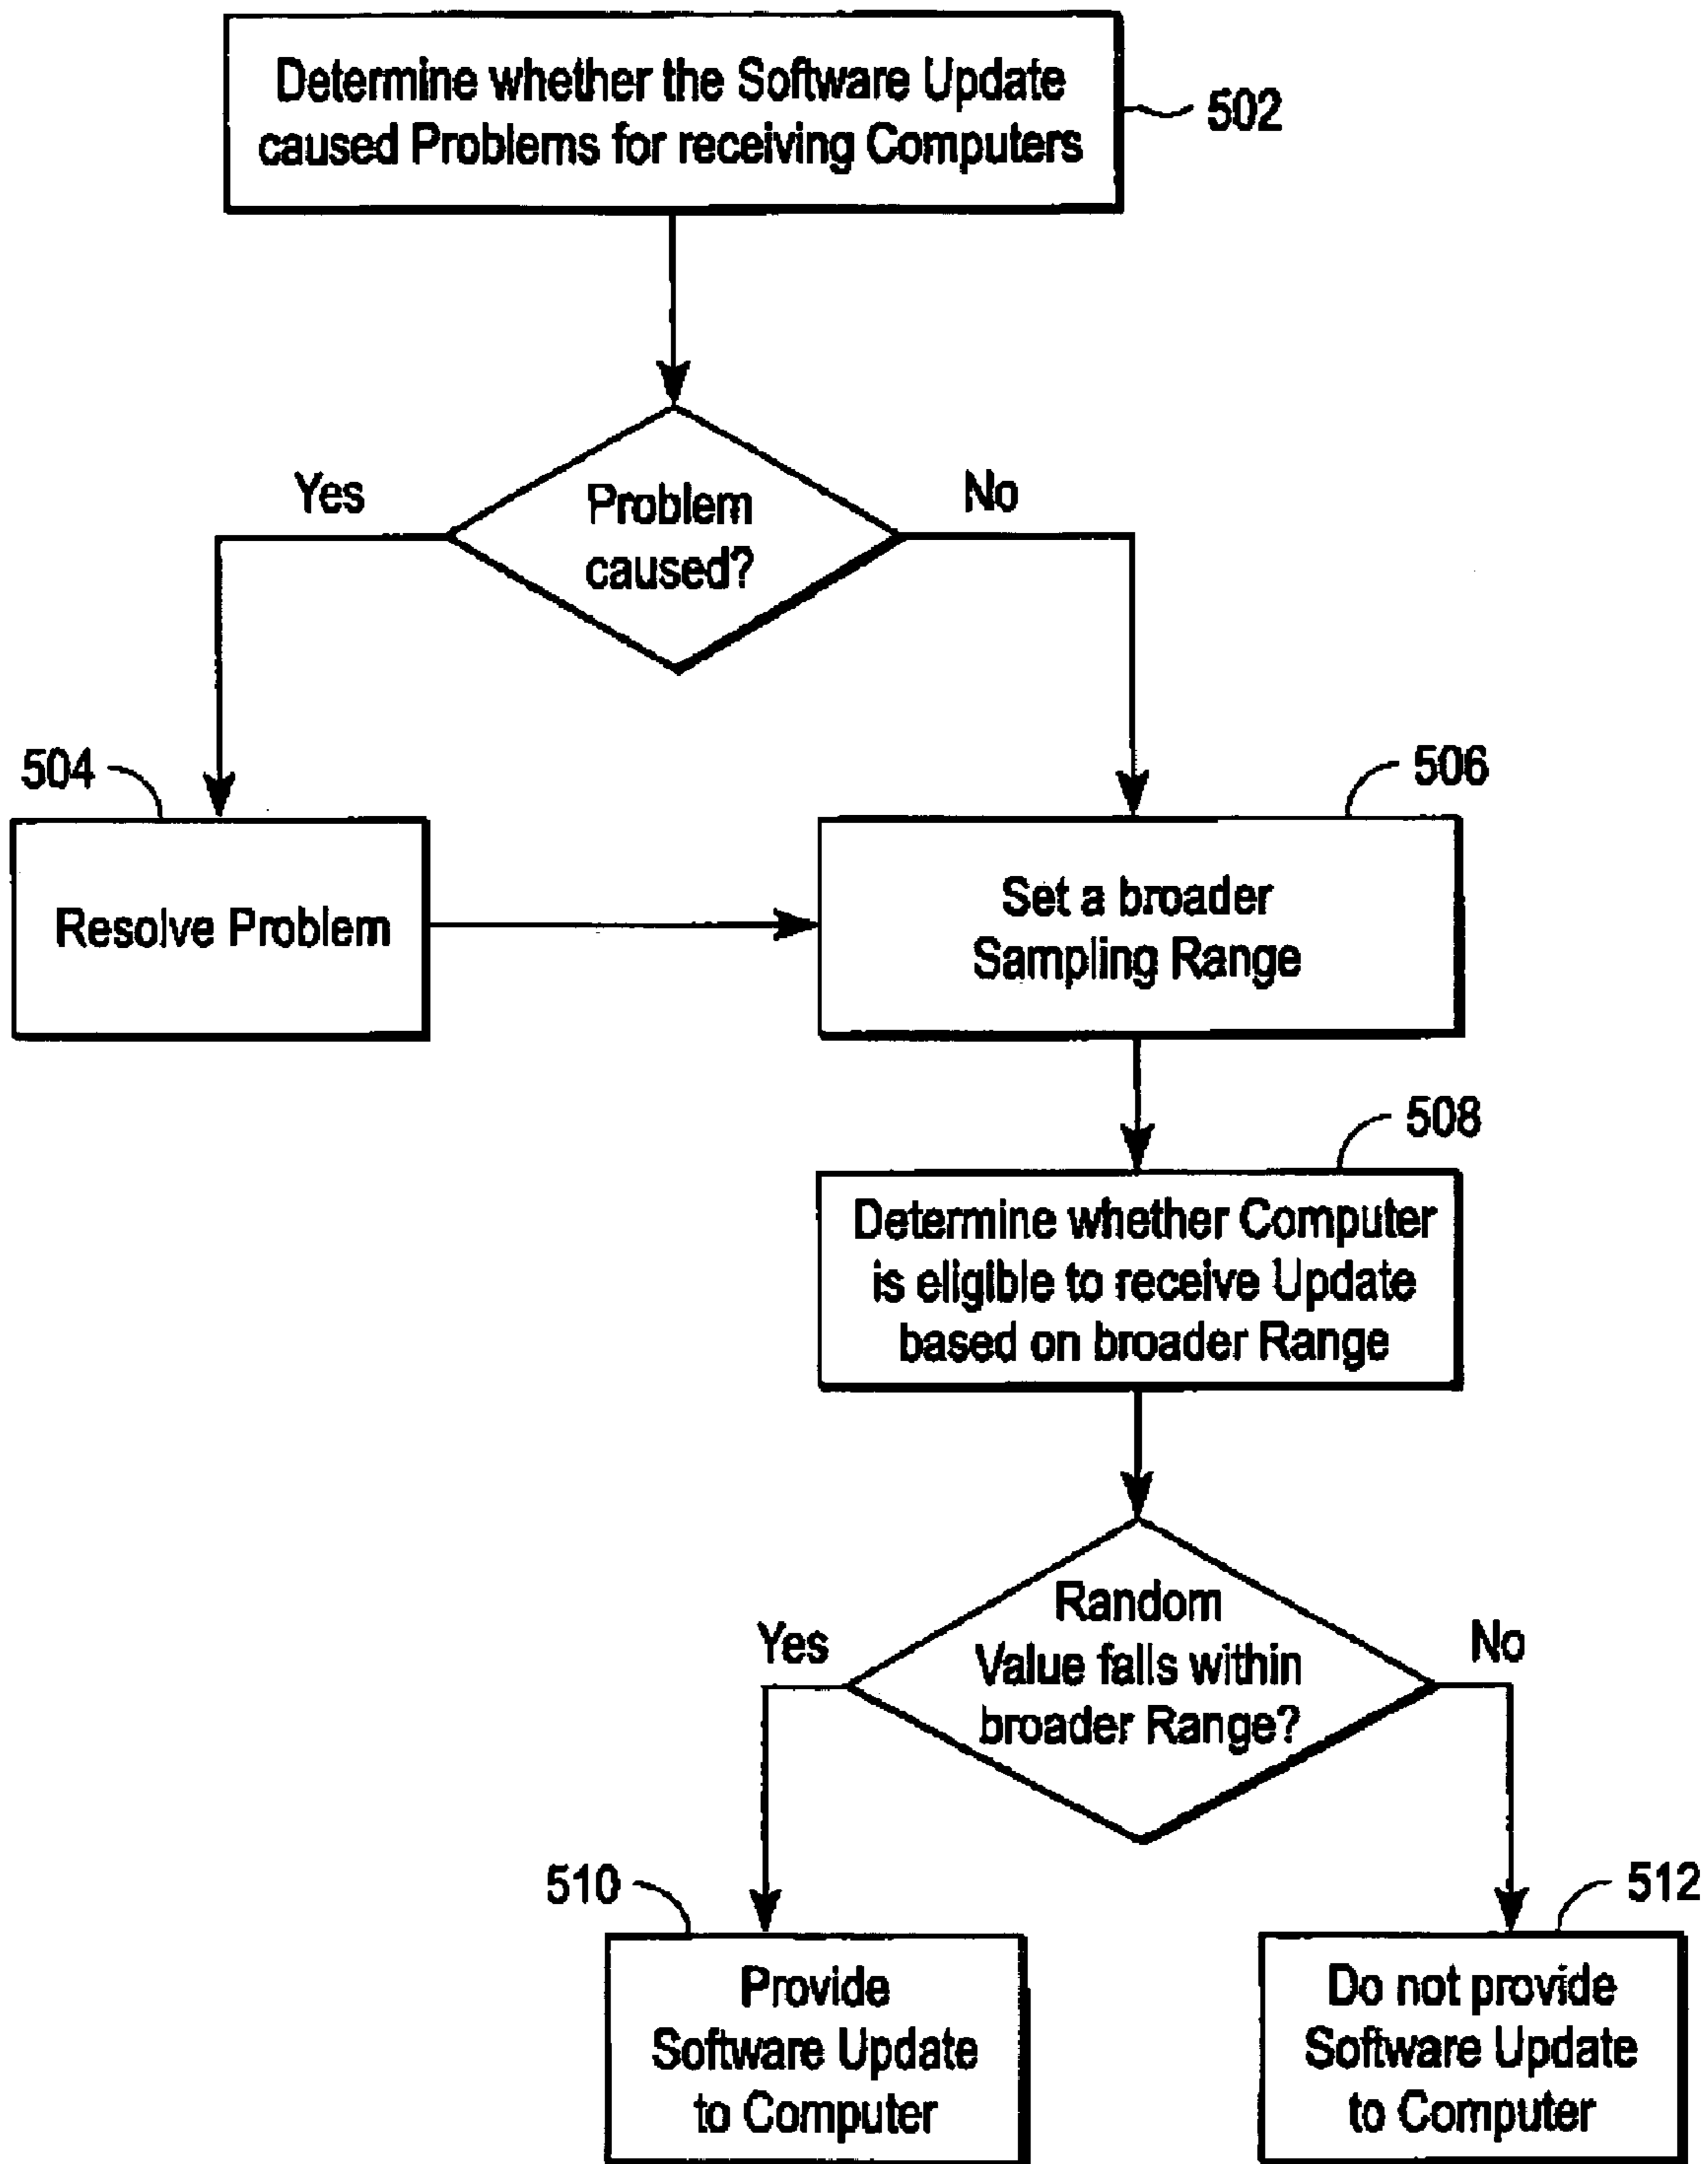 Determine whether the Software Update
caused Problems for receiving Computers
502
Yes
Problem
caused?
No
504
Resolve Problem
506
Set a broader
Sampling Range
508
Determine whether Computer
is eligible to receive Update
based on broader Range
Yes
Random
Value falls within
broader Range?
No
510
Provide
Software Update
to Computer
512
Do not provide
Software Update
to Computer